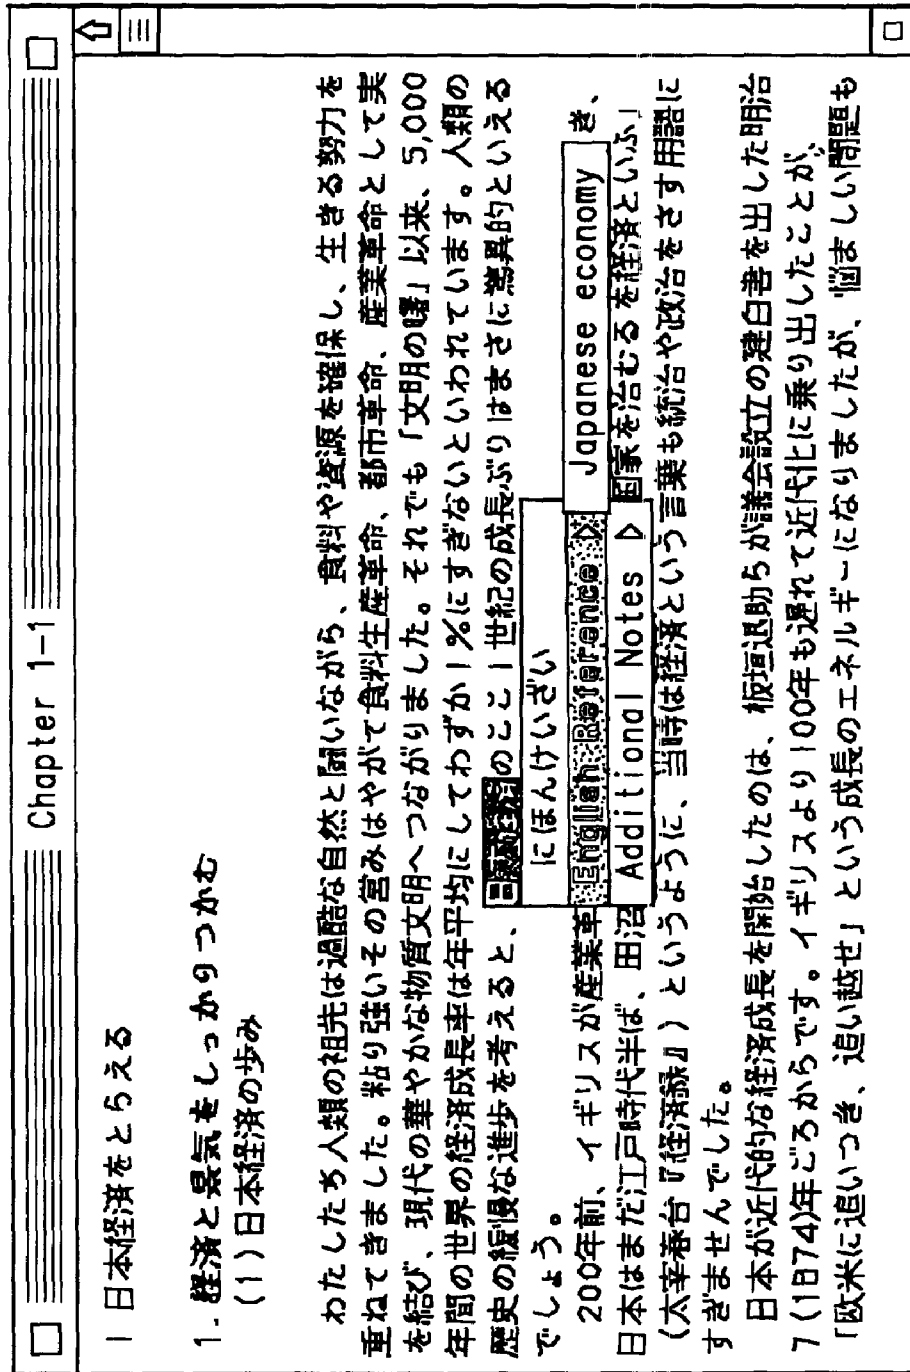 Chapter 1-1
1 日本経済をとらえる
1. 経済と景気をしっかりつかむ
(1)日本経済の歩み
わたしたち人類の祖先は過酷な自然と闘いながら、食料や資源を確保し、生きる努力を
重ねてきました。粘り強いその営みはやがて食料生産革命、都市革命、産業革命として実
を結び、現代の華やかな物質文明へつながりました。それでも「文明の曙」以来、5,000
年間の世界の経済成長率は年平均にしてわずか1%にすぎないといわれています。人類の
歴史の緩慢な進歩を考えると、日本経済のここ1世紀の成長ぶりはまさに驚異的といえる
でしょう。
にほんけいざい
English Reference ▷
Japanese economy
Additional Notes ▷
200年前、イギリスが産業革 き、
日本はまだ江戸時代半ば、田沼 国家を治むるを経済といふ」
(太宰春台『経済録』)というように、当時は経済という言葉も統治や政治をさす用語に
すぎませんでした。
日本が近代的な経済成長を開始したのは、板垣退助らが議会設立の建白書を出した明治
7(1874)年ごろからです。イギリスより100年も遅れて近代化に乗り出したことが、
「欧米に追いつき、追い越せ」という成長のエネルギーになりましたが、悩ましい問題も